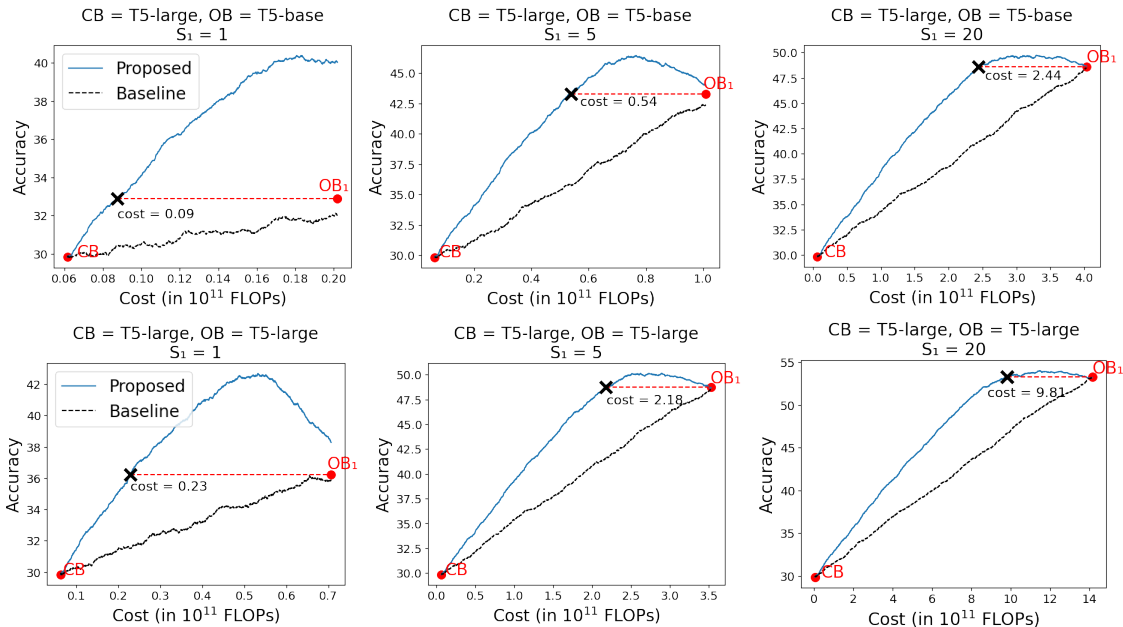 CB = T5-large, OB = T5-base
S₁ = 1
40
38
36
34
32
30
Accuracy
Proposed
Baseline
OB₁
cost = 0.09
CB
0.06 0.08 0.10 0.12 0.14 0.16 0.18 0.20
Cost (in 10¹¹ FLOPs)
CB = T5-large, OB = T5-base
S₁ = 5
45.0
42.5
40.0
37.5
35.0
32.5
30.0
Accuracy
OB₁
cost = 0.54
CB
0.2 0.4 0.6 0.8 1.0
Cost (in 10¹¹ FLOPs)
CB = T5-large, OB = T5-base
S₁ = 20
50.0
47.5
45.0
42.5
40.0
37.5
35.0
32.5
30.0
Accuracy
OB₁
cost = 2.44
CB
0.0 0.5 1.0 1.5 2.0 2.5 3.0 3.5 4.0
Cost (in 10¹¹ FLOPs)
CB = T5-large, OB = T5-large
S₁ = 1
42
40
38
36
34
32
30
Accuracy
Proposed
Baseline
OB₁
cost = 0.23
CB
0.1 0.2 0.3 0.4 0.5 0.6 0.7
Cost (in 10¹¹ FLOPs)
CB = T5-large, OB = T5-large
S₁ = 5
50.0
47.5
45.0
42.5
40.0
37.5
35.0
32.5
30.0
Accuracy
OB₁
cost = 2.18
CB
0.0 0.5 1.0 1.5 2.0 2.5 3.0 3.5
Cost (in 10¹¹ FLOPs)
CB = T5-large, OB = T5-large
S₁ = 20
55
50
45
40
35
30
Accuracy
OB₁
cost = 9.81
CB
0 2 4 6 8 10 12 14
Cost (in 10¹¹ FLOPs)